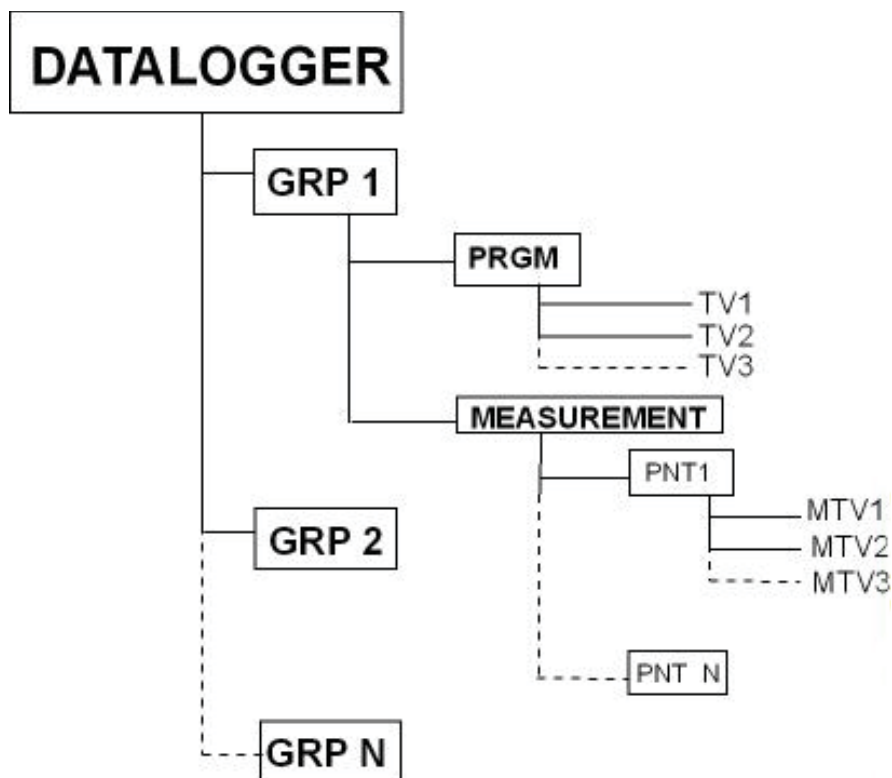 DATALOGGER
GRP 1
PRGM
TV1
TV2
TV3
MEASUREMENT
PNT1
MTV1
MTV2
MTV3
GRP 2
PNT N
GRP N